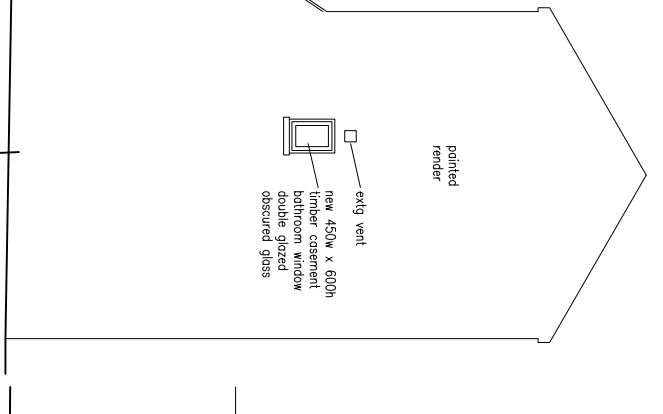 painted
render
extg vent
new 450w x 600h
timber casement
bathroom window
double glazed
obscured glass